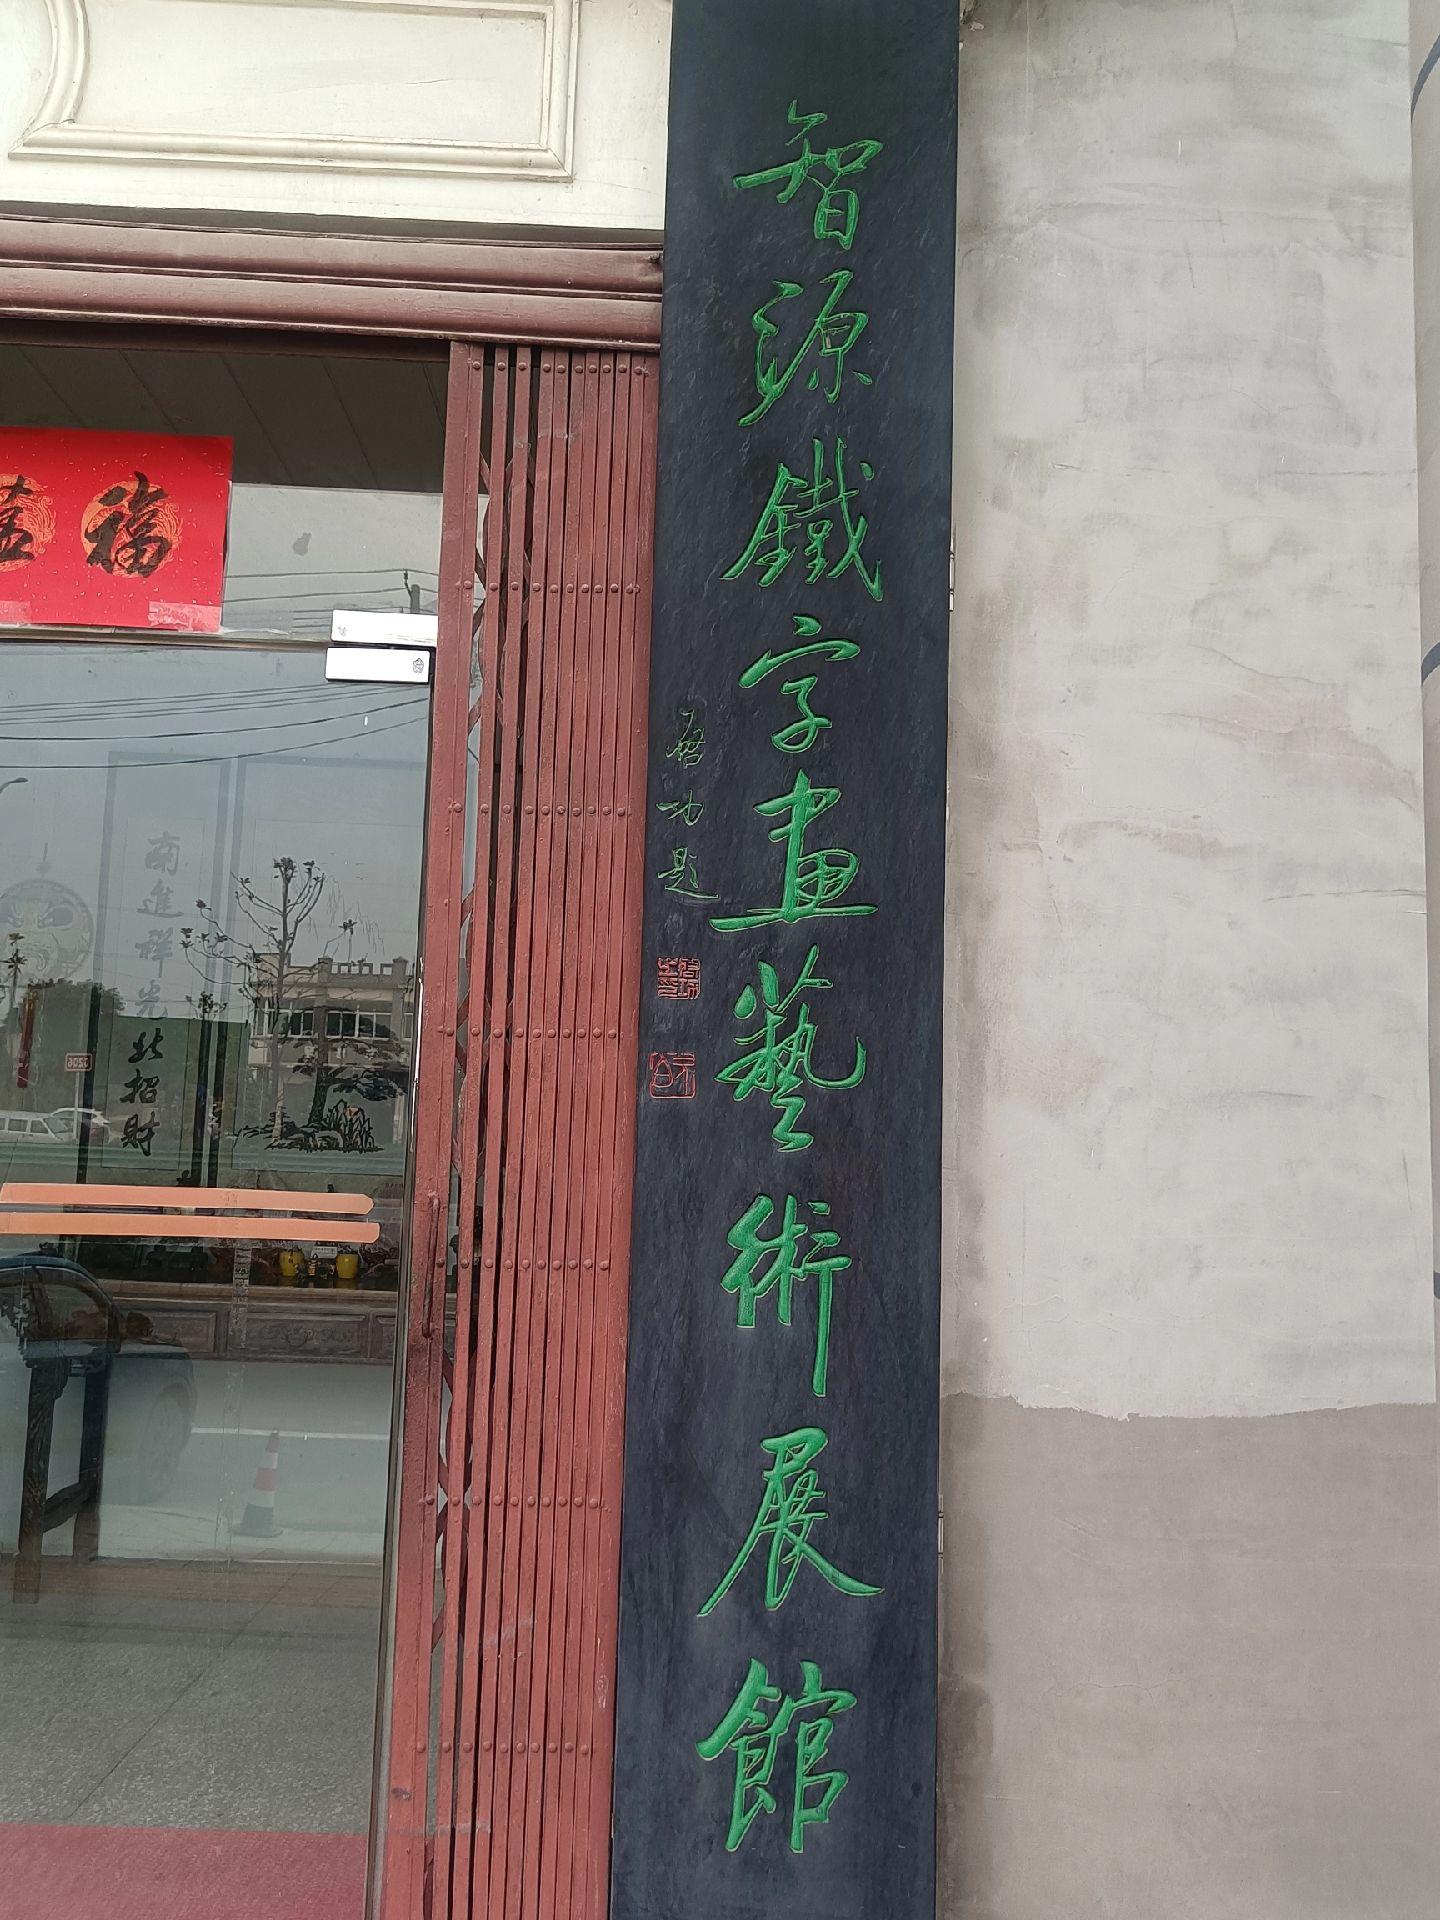 智源鐵字畫藝術展館
啟功題
福
南進祥光北招財